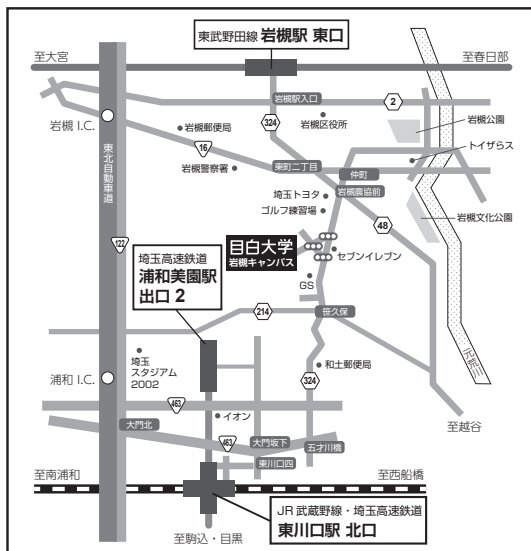 東武野田線 岩槻駅 東口
至大宮
至春日部
岩槻駅入口
2
岩槻 I.C.
岩槻郵便局
324
岩槻区役所
岩槻公園
16
トイザらス
東北自動車道
岩槻警察署
東町二丁目
仲町
埼玉トヨタ
岩槻農協前
ゴルフ練習場
岩槻文化公園
122
48
目白大学
岩槻キャンパス
埼玉高速鉄道
浦和美園駅
出口 2
セブンイレブン
GS
214
笹久保
元荒川
埼玉
スタジアム
2002
和土郵便局
浦和 I.C.
324
463
イオン
至越谷
大門北
463
大門坂下
五才川橋
東川口四
至南浦和
至西船橋
JR 武蔵野線・埼玉高速鉄道
東川口駅 北口
至駒込・目黒